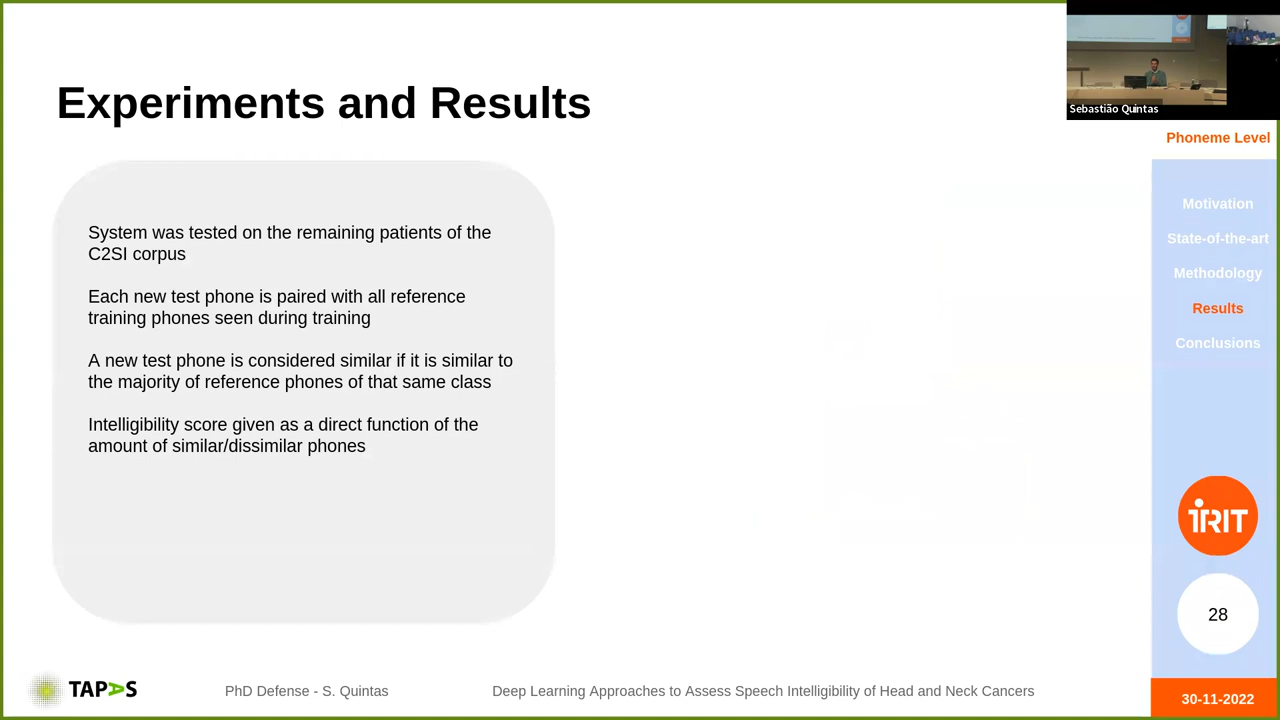 Experiments and Results
System was tested on the remaining patients of the
C2SI corpus
Each new test phone is paired with all reference
training phones seen during training
A new test phone is considered similar if it is similar to
the majority of reference phones of that same class
Intelligibility score given as a direct function of the
amount of similar/dissimilar phones
Sebastião Quintas
Phoneme Level
Motivation
State-of-the-art
Methodology
Results
Conclusions
IRIT
28
TAPAS
PhD Defense - S. Quintas
Deep Learning Approaches to Assess Speech Intelligibility of Head and Neck Cancers
30-11-2022